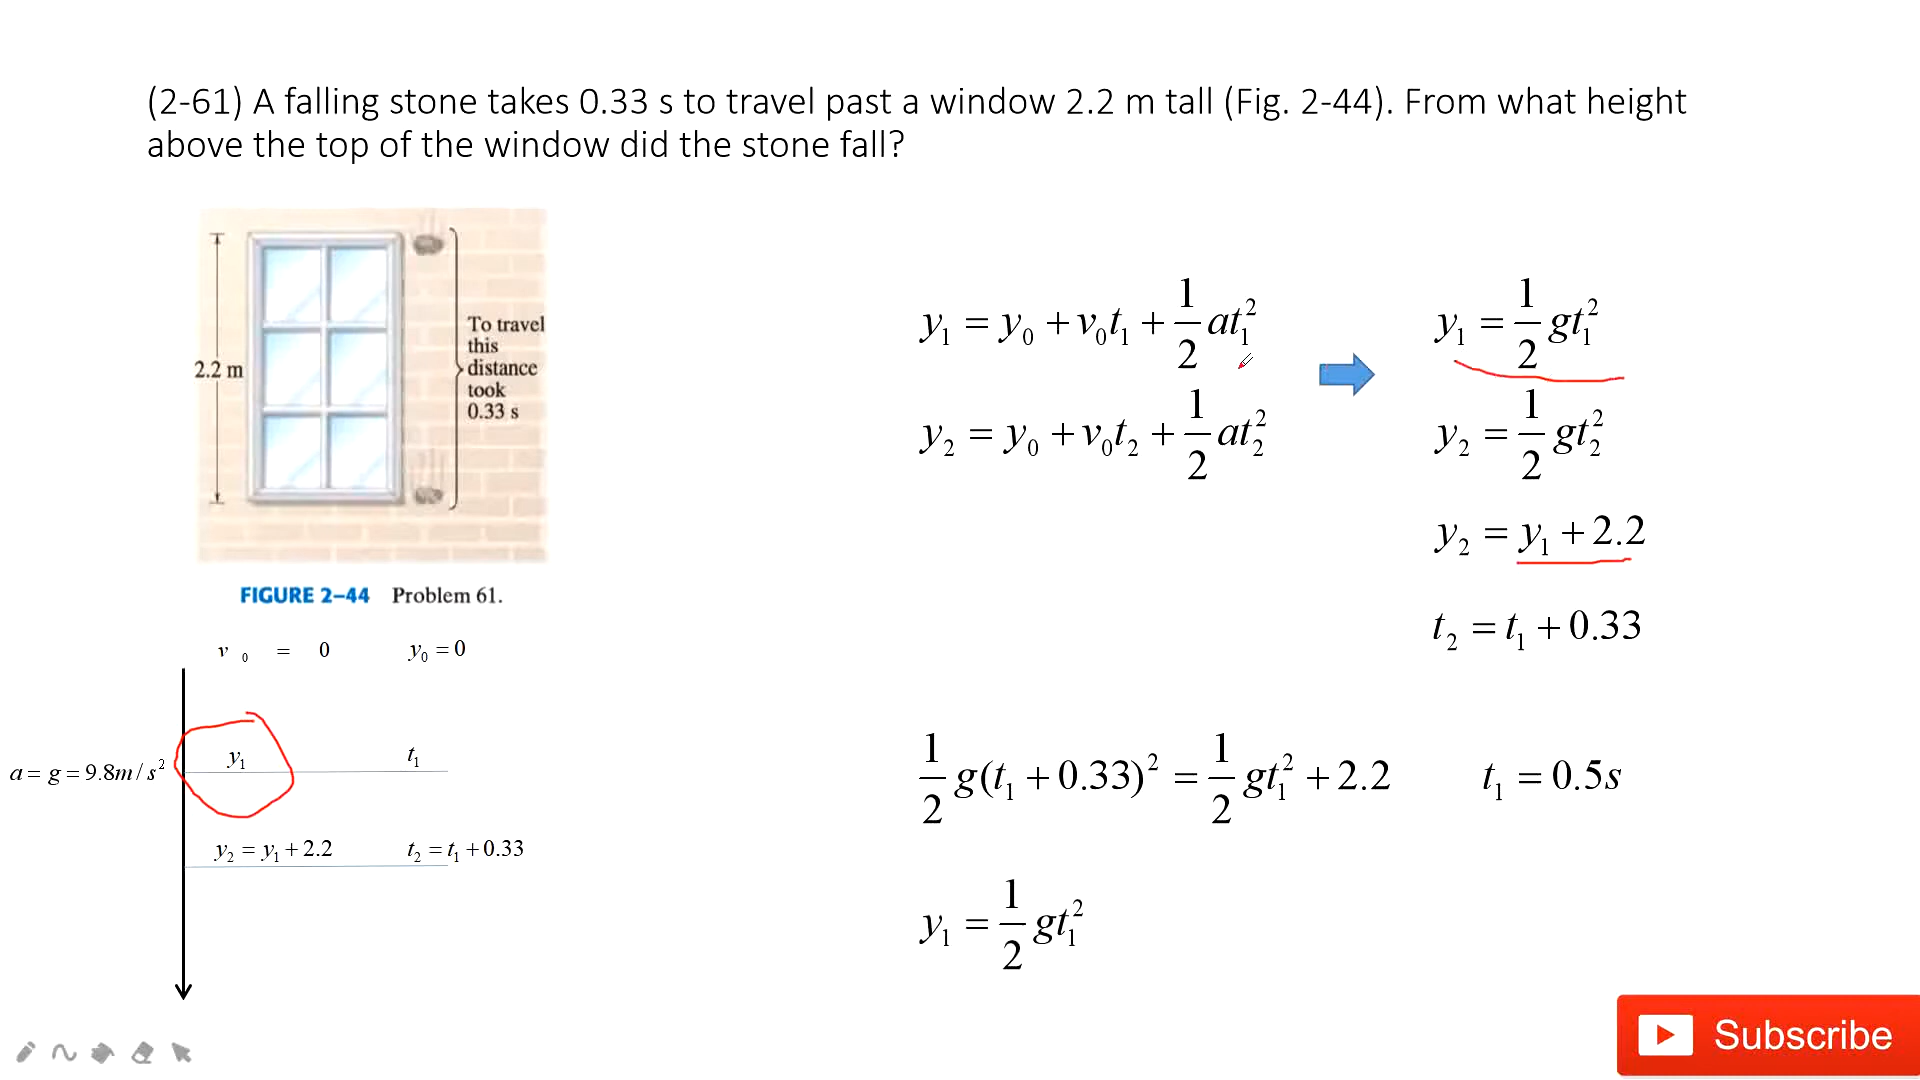 (2-61) A falling stone takes 0.33 s to travel past a window 2.2 m tall (Fig. 2-44). From what height
above the top of the window did the stone fall?
2.2 m
To travel
this
distance
took
0.33 s
FIGURE 2–44 Problem 61.
v₀ = 0 y₀ = 0
y₁ t₁
a = g = 9.8m / s²
y₂ = y₁ + 2.2 t₂ = t₁ + 0.33
y₁ = y₀ + v₀t₁ + 1/2 at₁²
y₂ = y₀ + v₀t₂ + 1/2 at₂²
y₁ = 1/2 gt₁²
y₂ = 1/2 gt₂²
y₂ = y₁ + 2.2
t₂ = t₁ + 0.33
1/2 g(t₁ + 0.33)² = 1/2 gt₁² + 2.2 t₁ = 0.5s
y₁ = 1/2 gt₁²
Subscribe